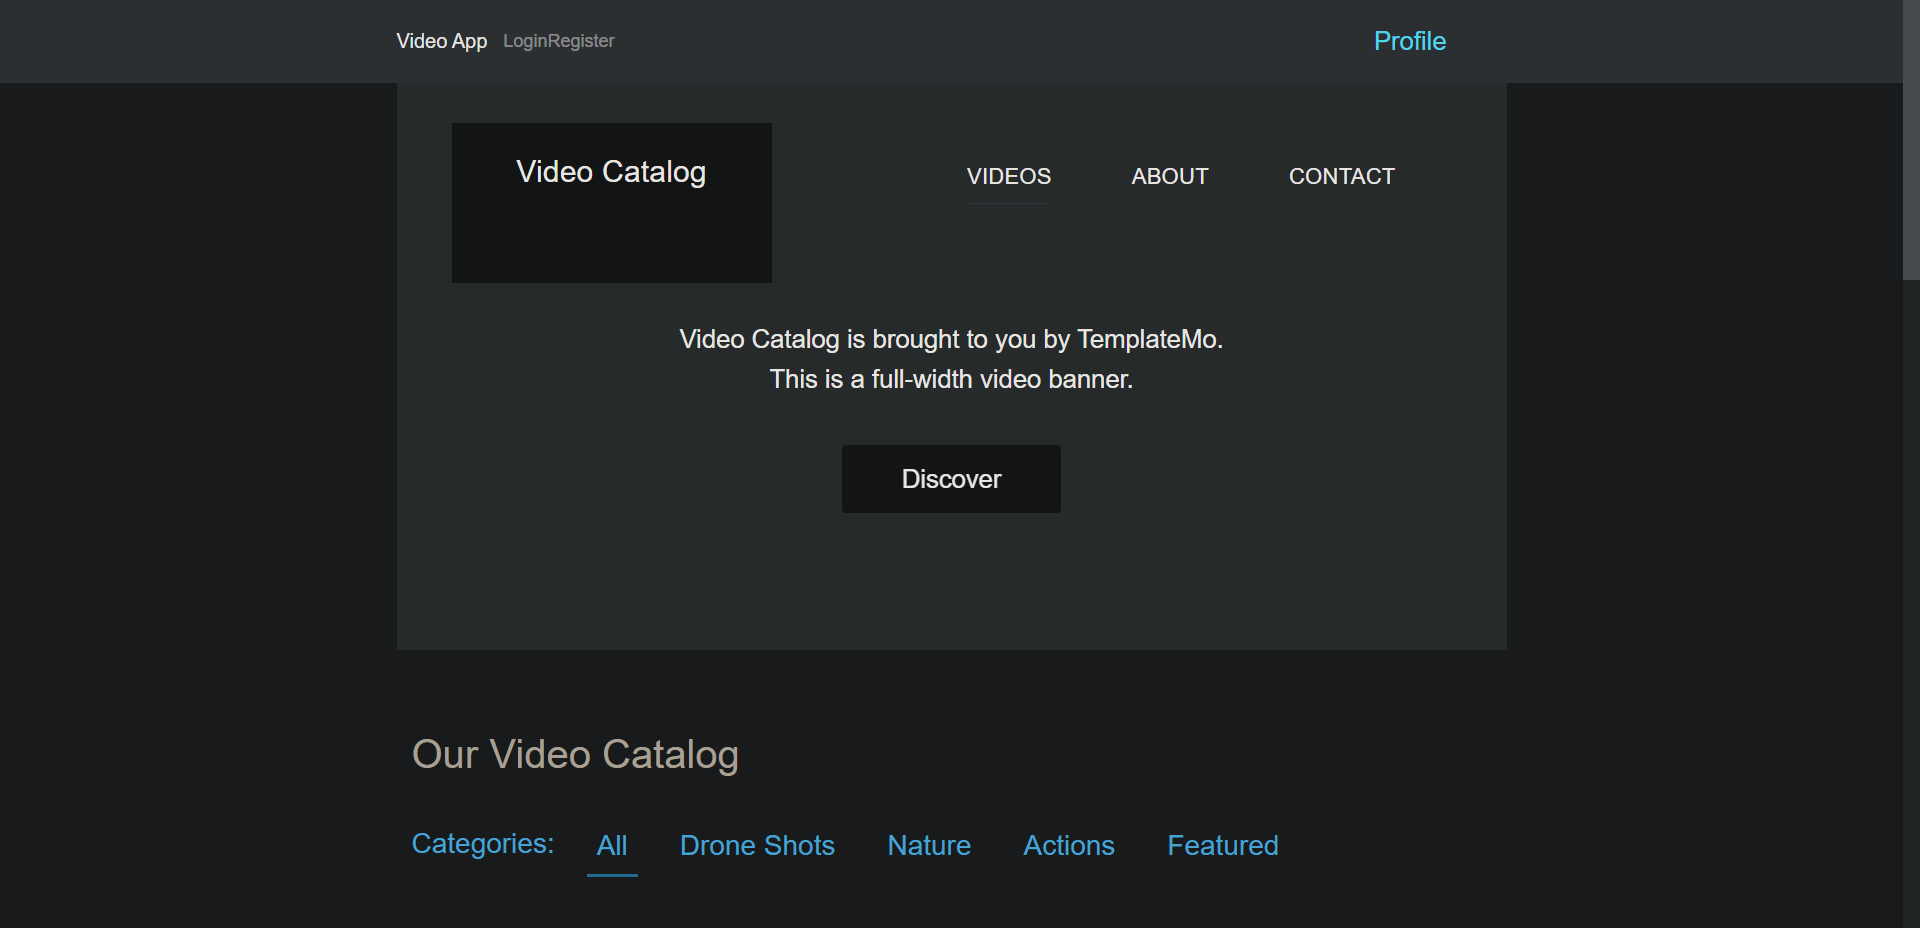 Video App LoginRegister Profile
Video Catalog VIDEOS ABOUT CONTACT
Video Catalog is brought to you by TemplateMo.
This is a full-width video banner.
Discover
Our Video Catalog
Categories: All Drone Shots Nature Actions Featured